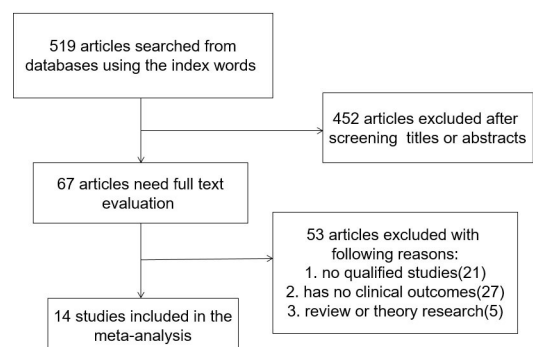 519 articles searched from
databases using the index words
452 articles excluded after
screening titles or abstracts
67 articles need full text
evaluation
53 articles excluded with
following reasons:
1. no qualified studies(21)
2. has no clinical outcomes(27)
3. review or theory research(5)
14 studies included in the
meta-analysis